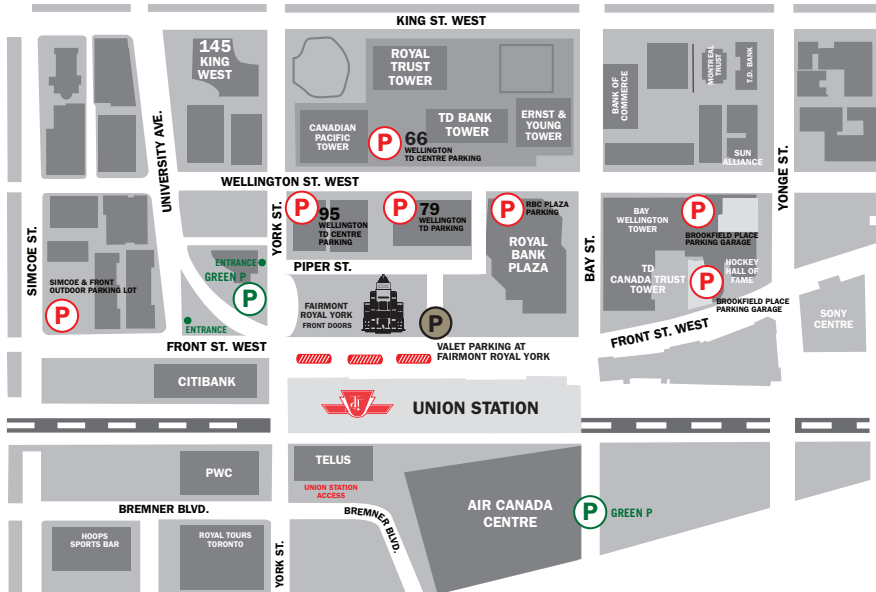 KING ST. WEST
145
KING
WEST
ROYAL
TRUST
TOWER
MONTREAL
TRUST
T.D. BANK
BANK OF
COMMERCE
CANADIAN
PACIFIC
TOWER
P
66
WELLINGTON
TD CENTRE PARKING
TD BANK
TOWER
ERNST &
YOUNG
TOWER
SUN
ALLIANCE
UNIVERSITY AVE.
WELLINGTON ST. WEST
YONGE ST.
SIMCOE ST.
YORK ST.
P
95
WELLINGTON
TD CENTRE
PARKING
P
79
WELLINGTON
TD PARKING
P
RBC PLAZA
PARKING
ROYAL
BANK
PLAZA
BAY ST.
BAY
WELLINGTON
TOWER
P
BROOKFIELD PLACE
PARKING GARAGE
TD
CANADA TRUST
TOWER
HOCKEY
HALL OF
FAME
P
BROOKFIELD PLACE
PARKING GARAGE
SONY
CENTRE
ENTRANCE
GREEN P
P
ENTRANCE
PIPER ST.
SIMCOE & FRONT
OUTDOOR PARKING LOT
P
FAIRMONT
ROYAL YORK
FRONT DOORS
P
VALET PARKING AT
FAIRMONT ROYAL YORK
FRONT ST. WEST
FRONT ST. WEST
CITIBANK
UNION STATION
PWC
TELUS
UNION STATION
ACCESS
BREMNER BLVD.
BREMNER BLVD.
AIR CANADA
CENTRE
P
GREEN P
HOOPS
SPORTS BAR
ROYAL TOURS
TORONTO
YORK ST.